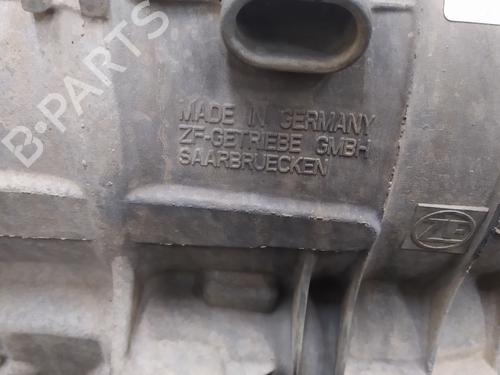 B-PARTS
MADE IN GERMANY
ZF-GETRIEBE GMBH
SAARBRUECKEN
ZF